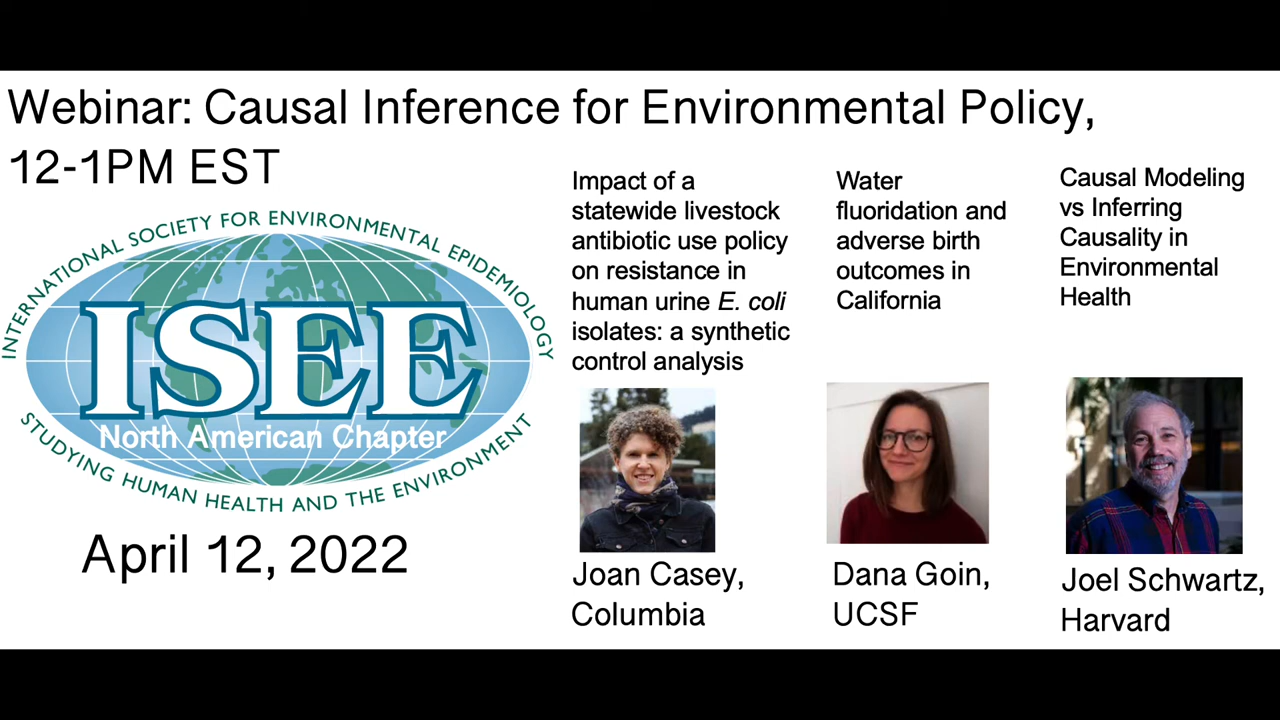 Webinar: Causal Inference for Environmental Policy,
12-1PM EST
INTERNATIONAL SOCIETY FOR ENVIRONMENTAL EPIDEMIOLOGY
ISEE
North American Chapter
STUDYING HUMAN HEALTH AND THE ENVIRONMENT
April 12, 2022
Impact of a
statewide livestock
antibiotic use policy
on resistance in
human urine E. coli
isolates: a synthetic
control analysis
Joan Casey,
Columbia
Water
fluoridation and
adverse birth
outcomes in
California
Dana Goin,
UCSF
Causal Modeling
vs Inferring
Causality in
Environmental
Health
Joel Schwartz,
Harvard